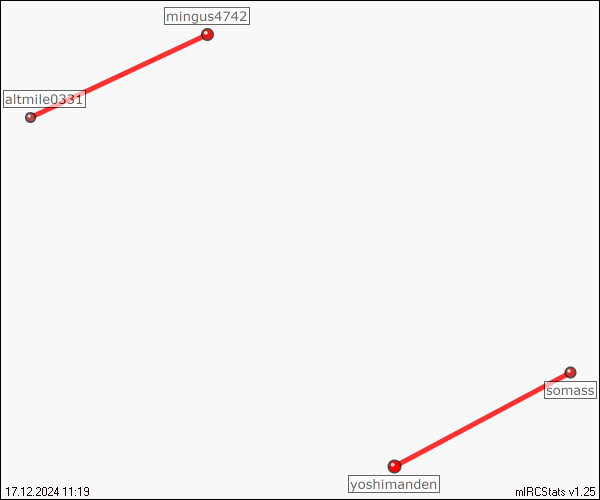 mingus4742
altmile0331
somass
yoshimanden
17.12.2024 11:19
mIRCStats v1.25